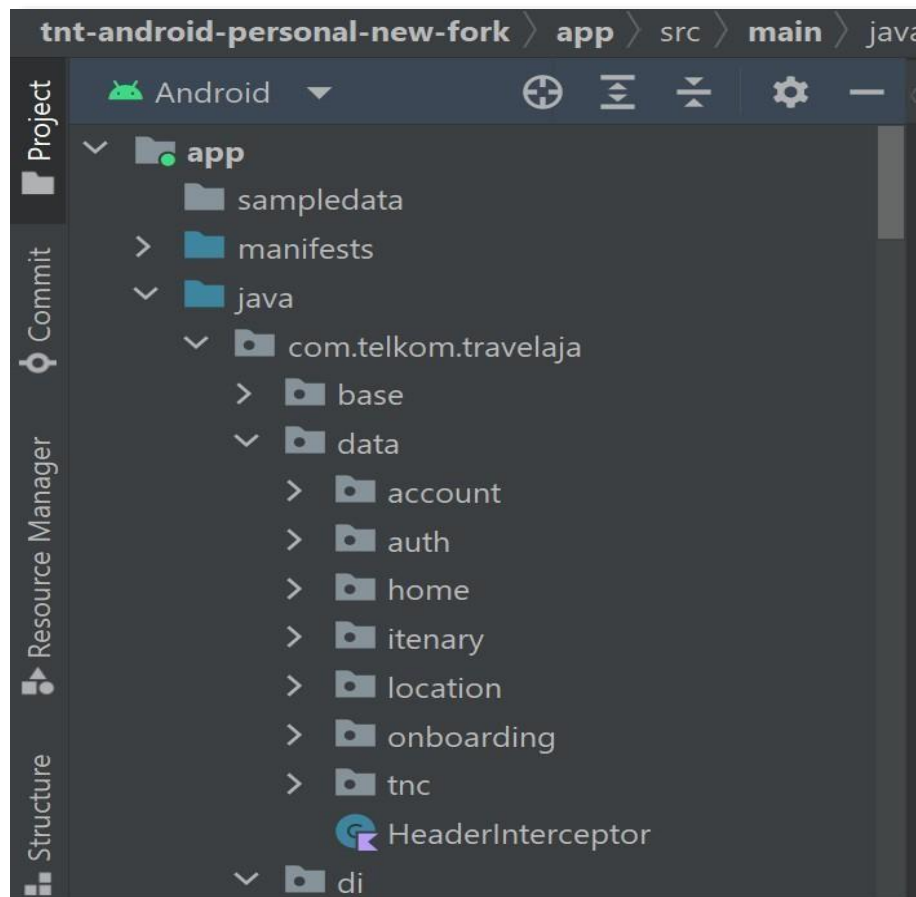 tnt-android-personal-new-fork 〉 app 〉 src 〉 main 〉 java
Project
Commit
Resource Manager
Structure
Android
app
sampledata
manifests
java
com.telkom.travelaja
base
data
account
auth
home
itenary
location
onboarding
tnc
HeaderInterceptor
di